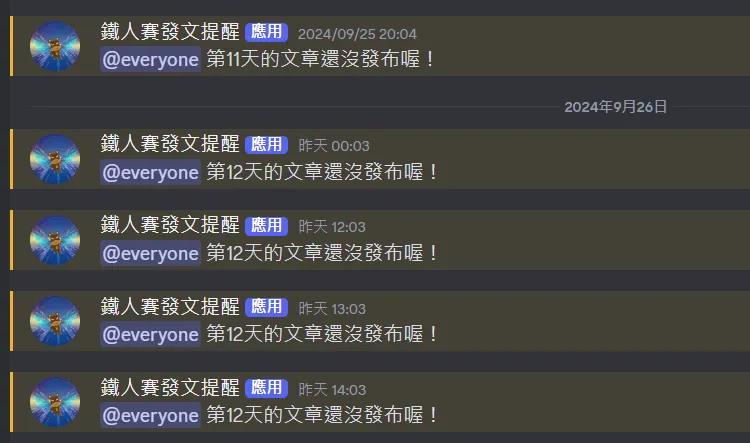 鐵人賽發文提醒 應用 2024/09/25 20:04
@everyone 第11天的文章還沒發布喔！
2024年9月26日
鐵人賽發文提醒 應用 昨天 00:03
@everyone 第12天的文章還沒發布喔！
鐵人賽發文提醒 應用 昨天 12:03
@everyone 第12天的文章還沒發布喔！
鐵人賽發文提醒 應用 昨天 13:03
@everyone 第12天的文章還沒發布喔！
鐵人賽發文提醒 應用 昨天 14:03
@everyone 第12天的文章還沒發布喔！